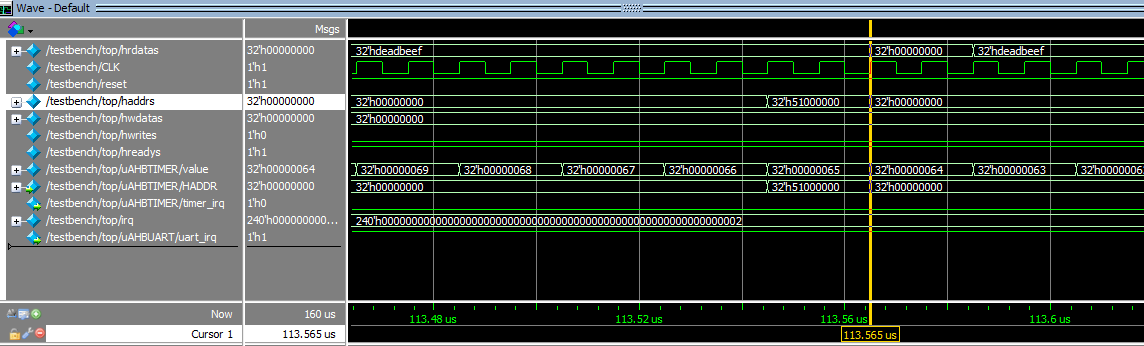 Wave - Default
Msgs
/testbench/top/hrdatas 32'h00000000 32'hdeadbeef 32'h00000000 32'hdeadbeef
/testbench/CLK 1'h1
/testbench/reset 1'h1
/testbench/top/haddrs 32'h00000000 32'h00000000 32'h51000000 32'h00000000
/testbench/top/hwdatas 32'h00000000 32'h00000000
/testbench/top/hwrites 1'h0
/testbench/top/hreadys 1'h1
/testbench/top/uAHBTIMER/value 32'h00000064 32'h00000069 32'h00000068 32'h00000067 32'h00000066 32'h00000065 32'h00000064 32'h00000063 32'h0000006
/testbench/top/uAHBTIMER/HADDR 32'h00000000 32'h00000000 32'h51000000 32'h00000000
/testbench/top/uAHBTIMER/timer_irq 1'h0
/testbench/top/irq 240'h000000000... 240'h000000000000000000000000000000000000000000000000000000000002
/testbench/top/uAHBUART/uart_irq 1'h1
Now 160 us 113.48 us 113.52 us 113.56 us 113.6 us
Cursor 1 113.565 us 113.565 us